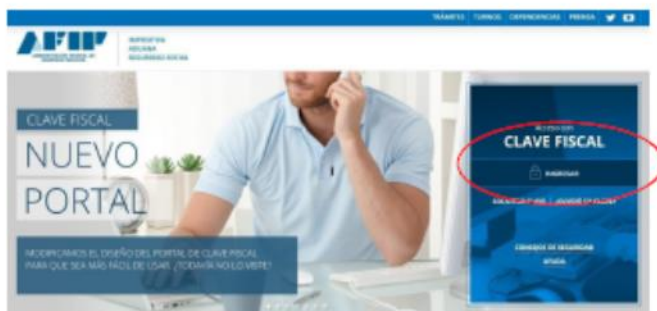 TRÁMITES TURNOS DEPENDENCIAS PRENSA
AFIP
IMPOSITIVA
ADUANA
SEGURIDAD SOCIAL
CLAVE FISCAL
NUEVO
PORTAL
MODIFICAMOS EL DISEÑO DEL PORTAL DE CLAVE FISCAL
PARA QUE SEA MÁS FÁCIL DE USAR. ¿TODAVÍA NO LO VISTE?
CLAVE FISCAL
INGRESAR
CONSEJOS DE SEGURIDAD
AYUDA